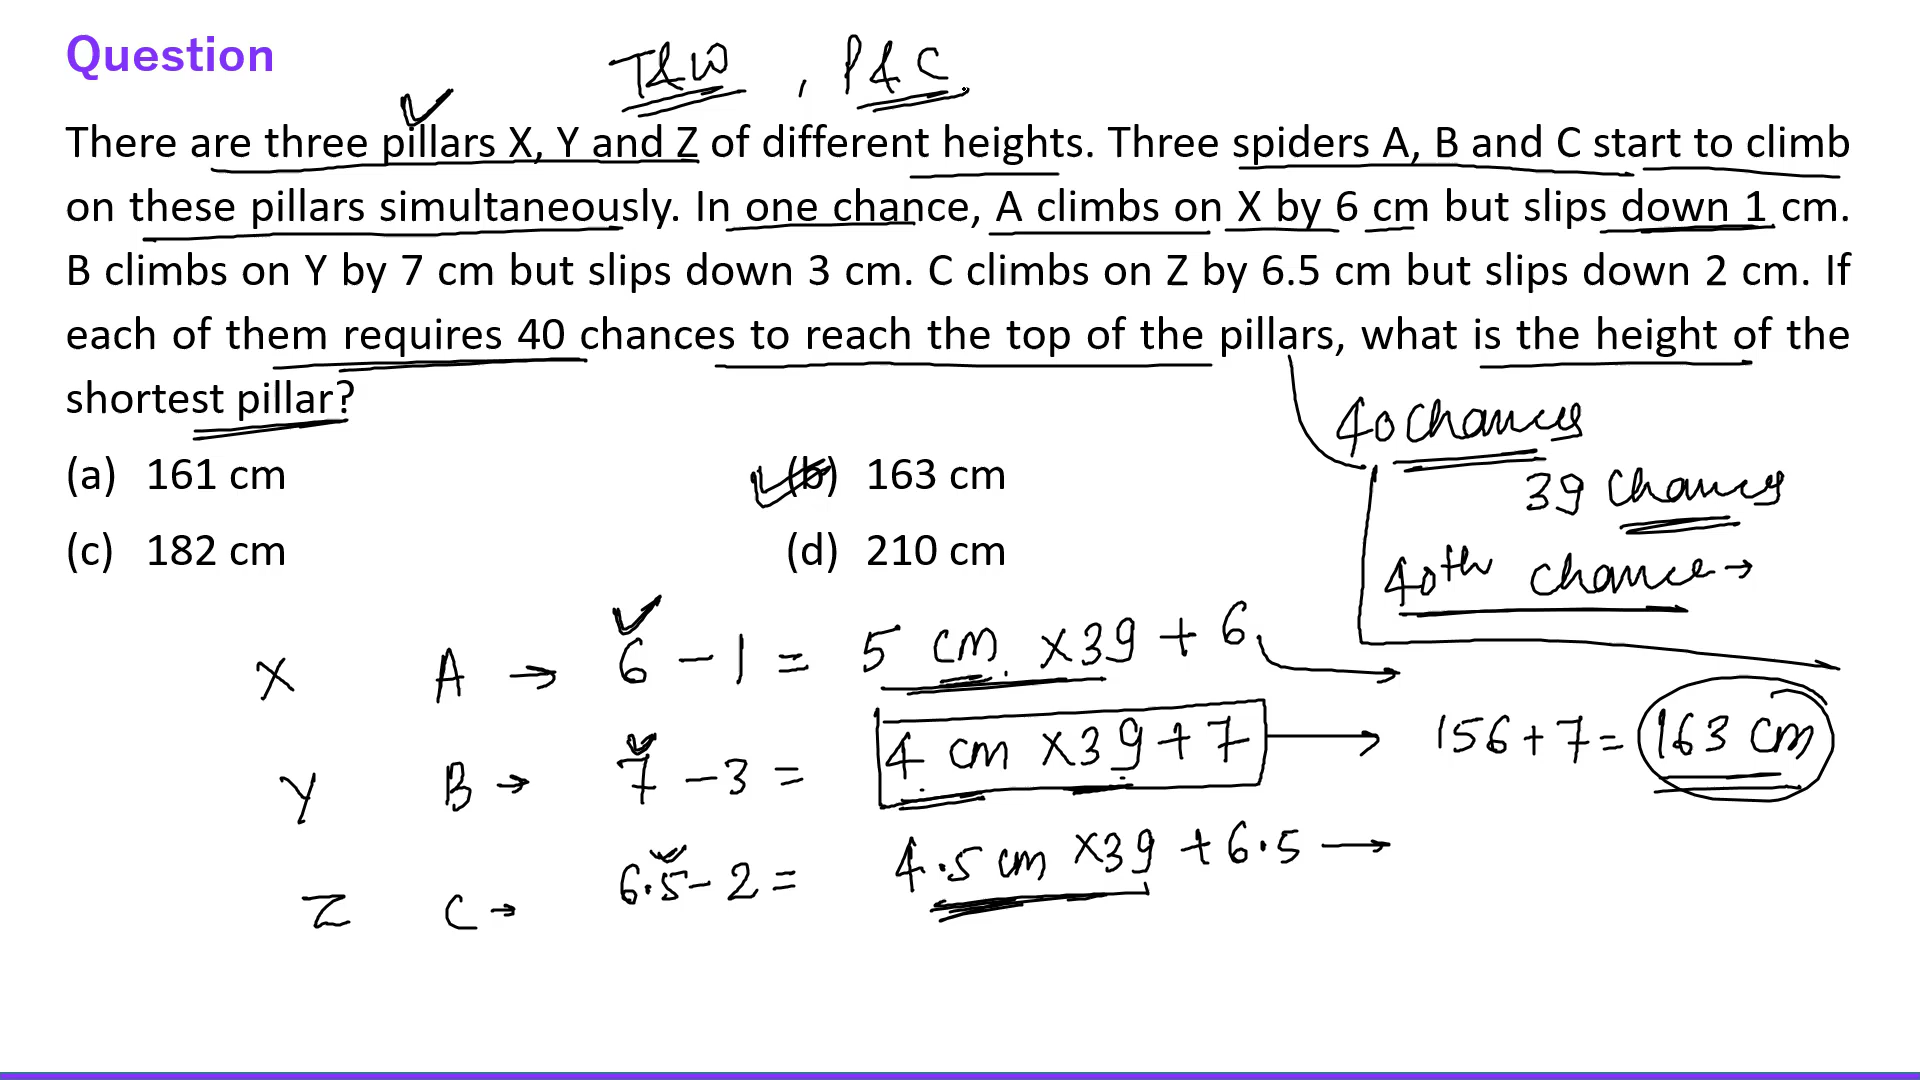 Question
T&W , P&C
There are three pillars X, Y and Z of different heights. Three spiders A, B and C start to climb
on these pillars simultaneously. In one chance, A climbs on X by 6 cm but slips down 1 cm.
B climbs on Y by 7 cm but slips down 3 cm. C climbs on Z by 6.5 cm but slips down 2 cm. If
each of them requires 40 chances to reach the top of the pillars, what is the height of the
shortest pillar?
40 chances
(a) 161 cm (b) 163 cm
39 chances
(c) 182 cm (d) 210 cm
40th chance →
X A → 6 - 1 = 5 cm × 39 + 6 →
Y B → 7 - 3 = 4 cm × 39 + 7 → 156 + 7 = 163 cm
Z C → 6.5 - 2 = 4.5 cm × 39 + 6.5 →